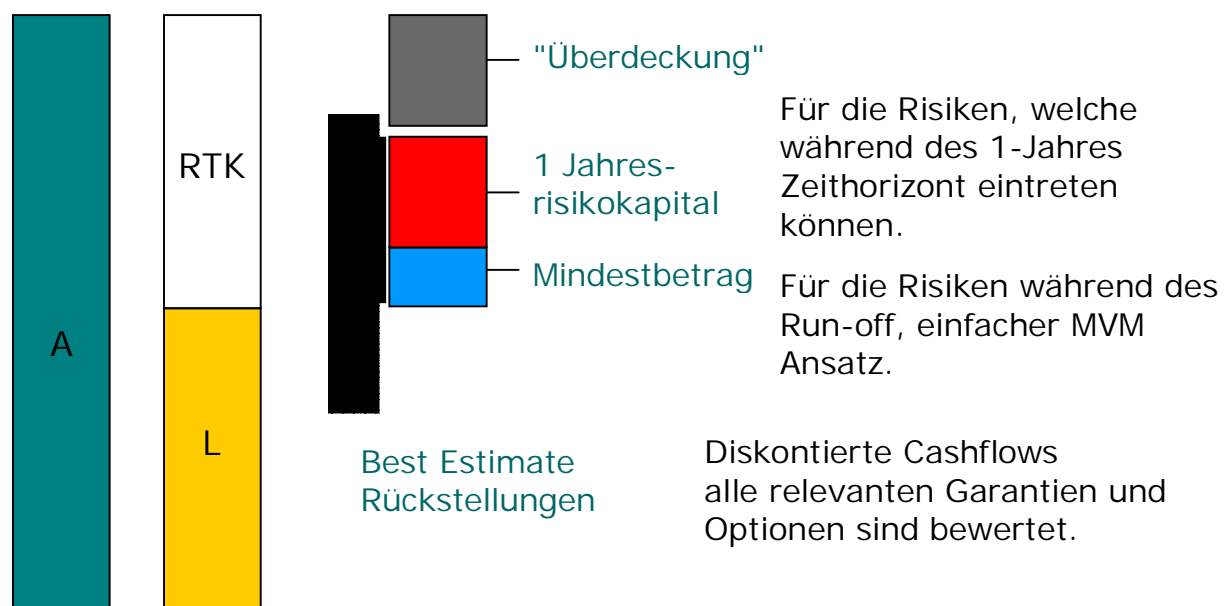 A
RTK
L
"Überdeckung"
1 Jahres-
risikokapital
Mindestbetrag
Für die Risiken, welche
während des 1-Jahres
Zeithorizont eintreten
können.
Für die Risiken während des
Run-off, einfacher MVM
Ansatz.
Best Estimate
Rückstellungen
Diskontierte Cashflows
alle relevanten Garantien und
Optionen sind bewertet.